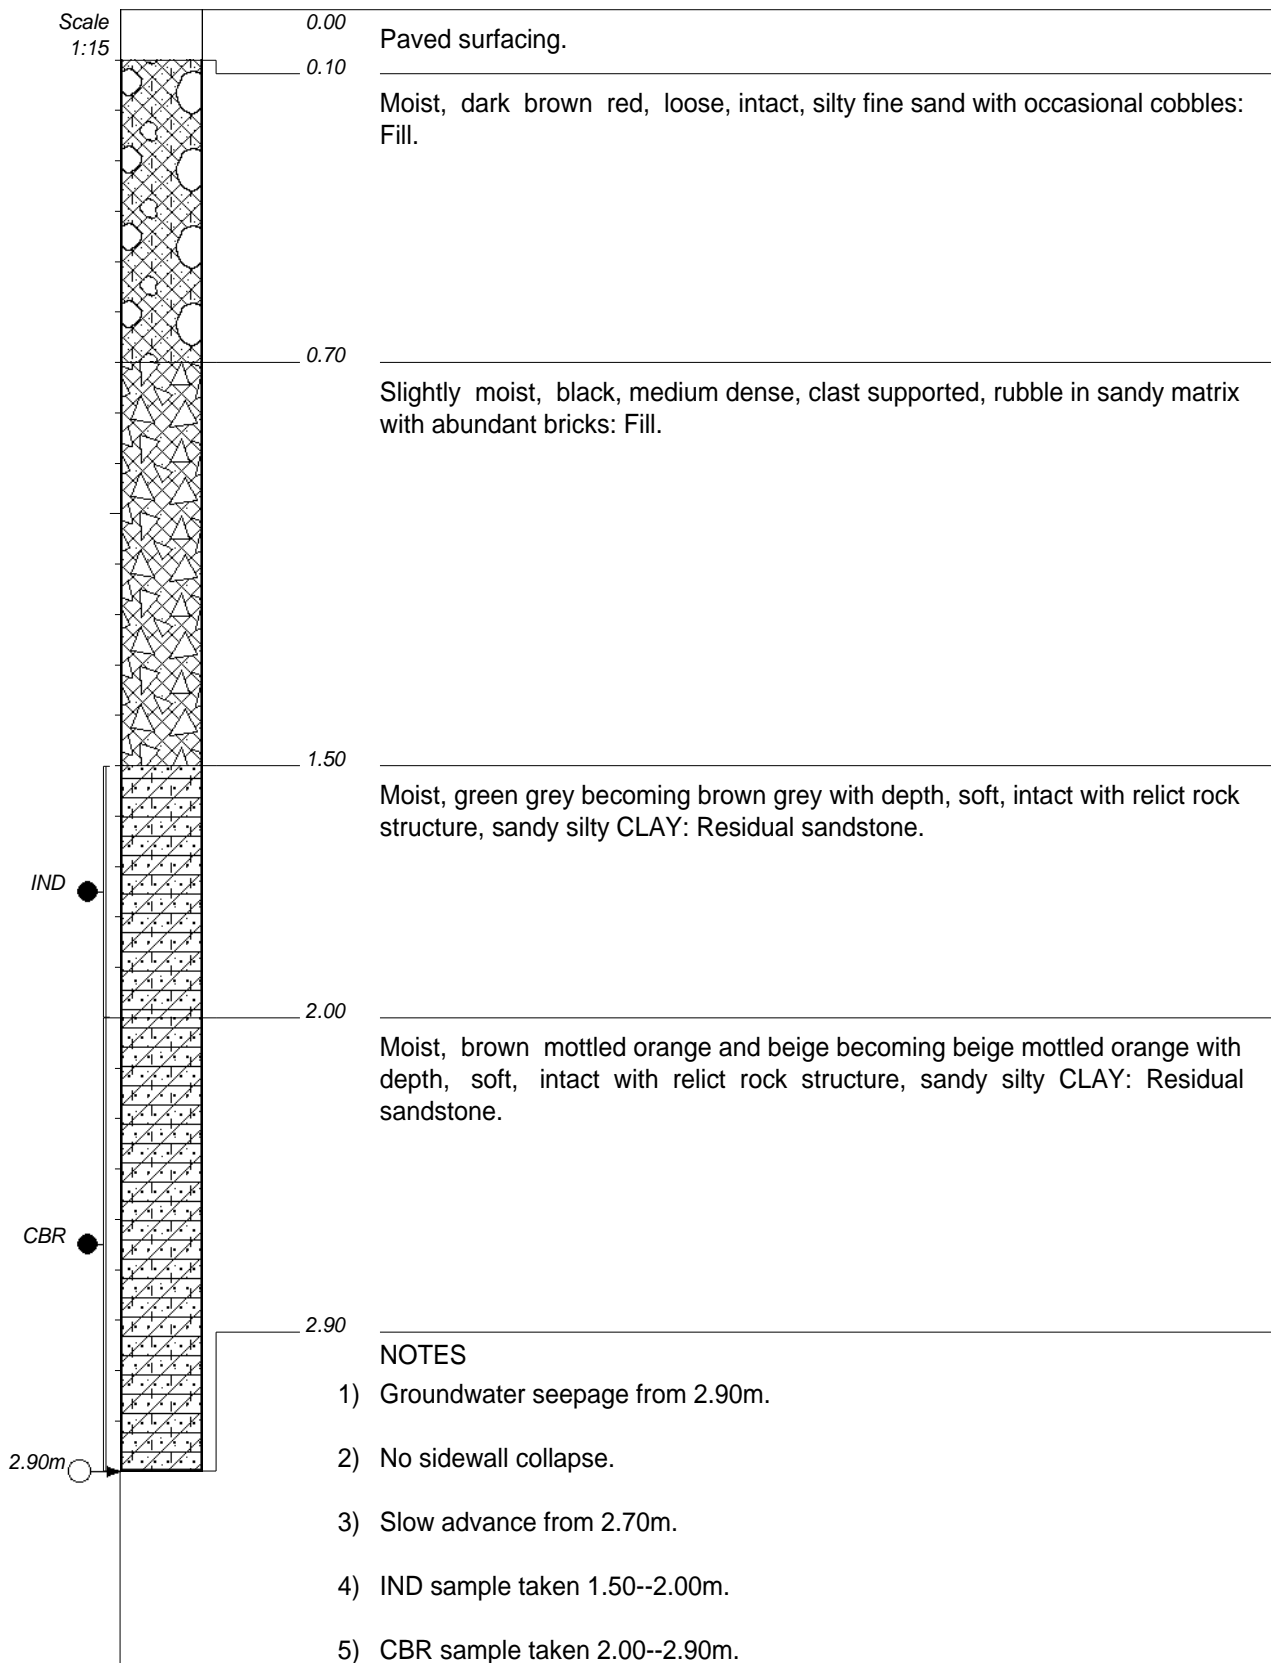 Scale
1:15
0.00
Paved surfacing.
0.10
Moist, dark brown red, loose, intact, silty fine sand with occasional cobbles:
Fill.
0.70
Slightly moist, black, medium dense, clast supported, rubble in sandy matrix
with abundant bricks: Fill.
1.50
Moist, green grey becoming brown grey with depth, soft, intact with relict rock
structure, sandy silty CLAY: Residual sandstone.
IND
2.00
Moist, brown mottled orange and beige becoming beige mottled orange with
depth, soft, intact with relict rock structure, sandy silty CLAY: Residual
sandstone.
CBR
2.90
NOTES
1) Groundwater seepage from 2.90m.
2.90m
2) No sidewall collapse.
3) Slow advance from 2.70m.
4) IND sample taken 1.50--2.00m.
5) CBR sample taken 2.00--2.90m.